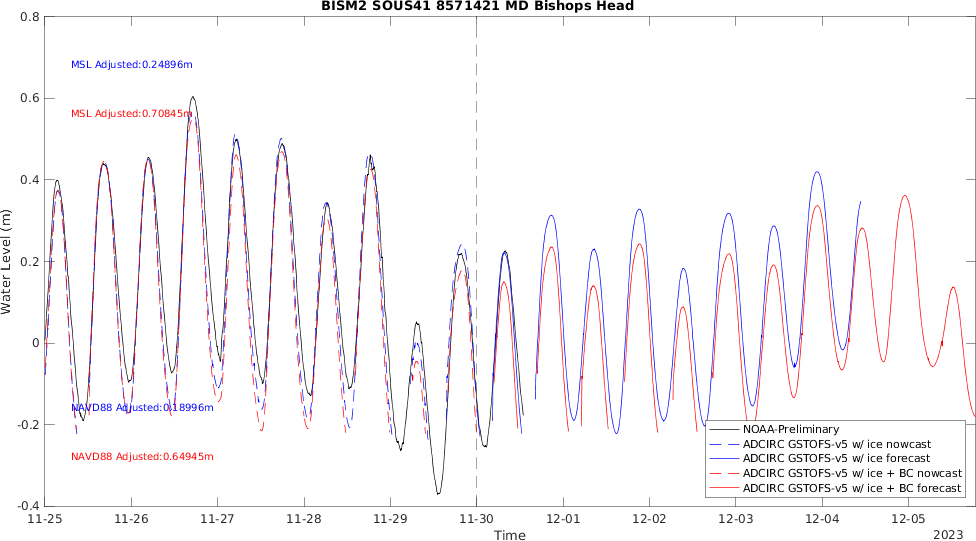 BISM2 SOUS41 8571421 MD Bishops Head
0.8
0.6
0.4
0.2
0
-0.2
-0.4
Water Level (m)
MSL Adjusted:0.24896m
MSL Adjusted:0.70845m
NAVD88 Adjusted:0.18996m
NAVD88 Adjusted:0.64945m
NOAA-Preliminary
ADCIRC GSTOFS-v5 w/ ice nowcast
ADCIRC GSTOFS-v5 w/ ice forecast
ADCIRC GSTOFS-v5 w/ ice + BC nowcast
ADCIRC GSTOFS-v5 w/ ice + BC forecast
11-25 11-26 11-27 11-28 11-29 11-30 12-01 12-02 12-03 12-04 12-05
Time
2023